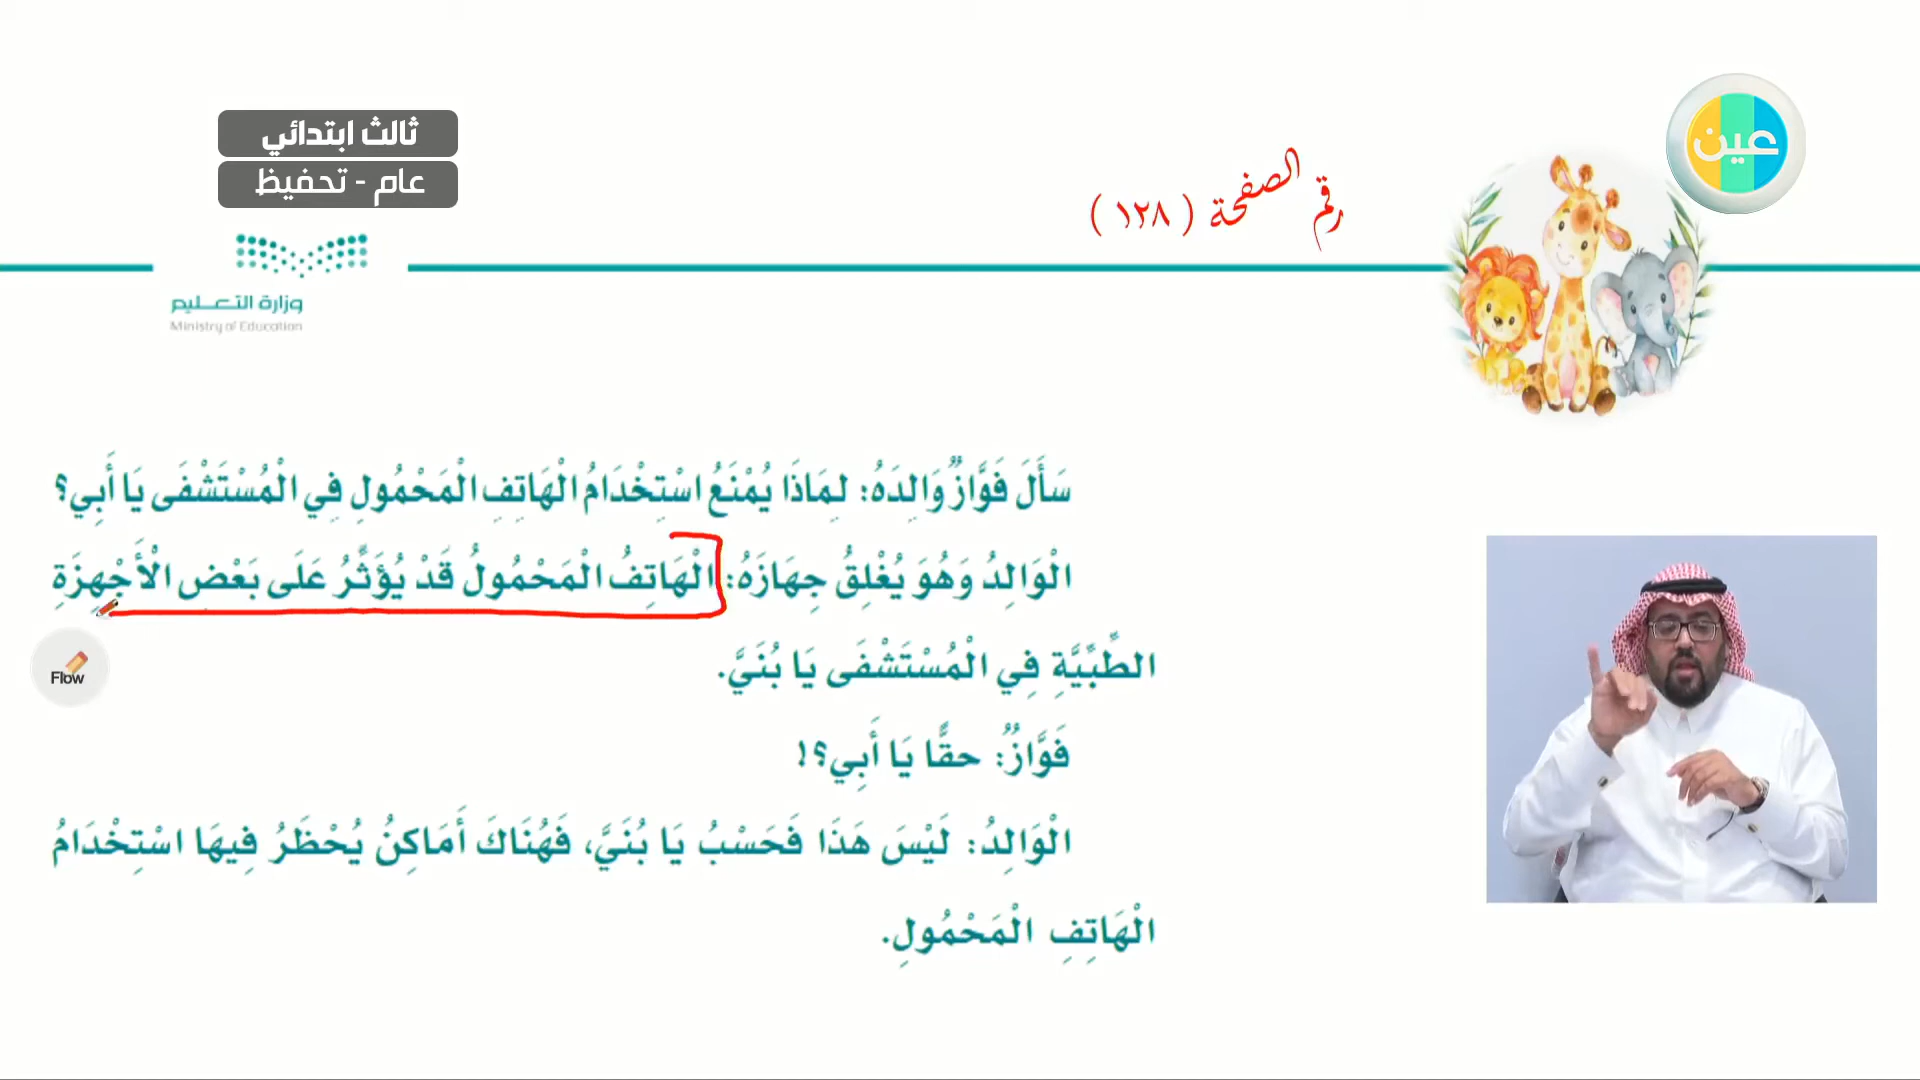 ثالث ابتدائي
عام - تحفيظ
عين
رقم الصفحة ( ١٢٨ )
وزارة التعليم
Ministry of Education
سَأَلَ فَوَّازٌ وَالِدَهُ: لِمَاذَا يُمْنَعُ اسْتِخْدَامُ الْهَاتِفِ الْمَحْمُولِ فِي الْمُسْتَشْفَى يَا أَبِي؟
الْوَالِدُ وَهُوَ يُغْلِقُ جِهَازَهُ: الْهَاتِفُ الْمَحْمُولُ قَدْ يُؤَثِّرُ عَلَى بَعْضِ الْأَجْهِزَةِ
الطِّبِّيَّةِ فِي الْمُسْتَشْفَى يَا بُنَيَّ.
Flow
فَوَّازٌ: حقًّا يَا أَبِي؟!
الْوَالِدُ: لَيْسَ هَذَا فَحَسْبُ يَا بُنَيَّ، فَهُنَاكَ أَمَاكِنُ يُحْظَرُ فِيهَا اسْتِخْدَامُ
الْهَاتِفِ الْمَحْمُولِ.